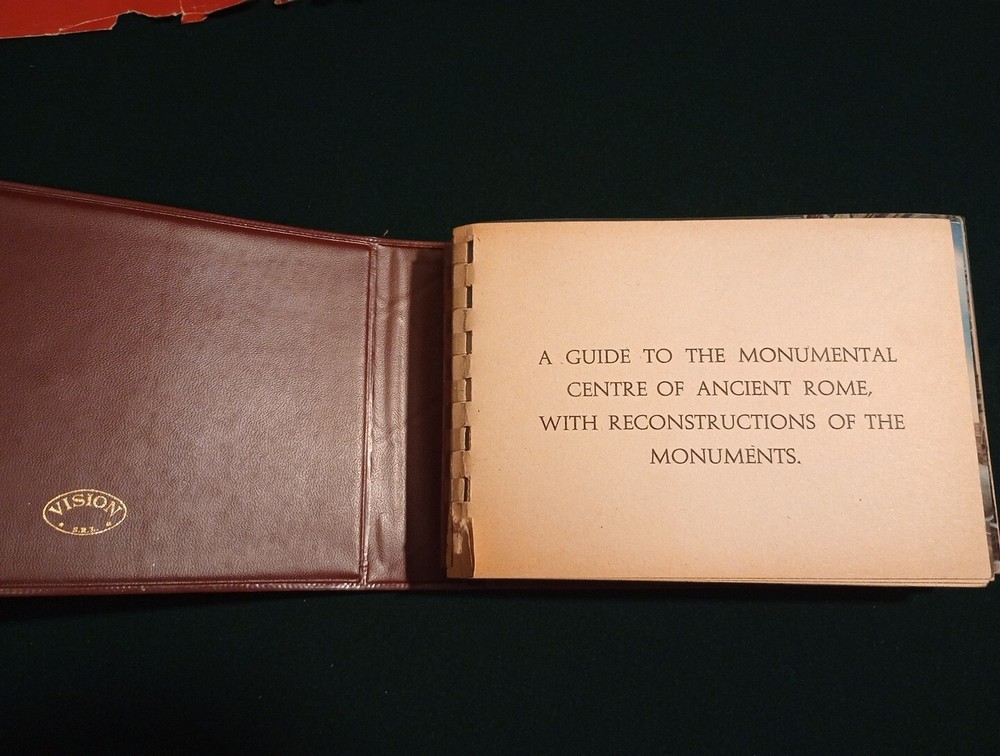 VISION
S.R.L.
A GUIDE TO THE MONUMENTAL
CENTRE OF ANCIENT ROME,
WITH RECONSTRUCTIONS OF THE
MONUMENTS.